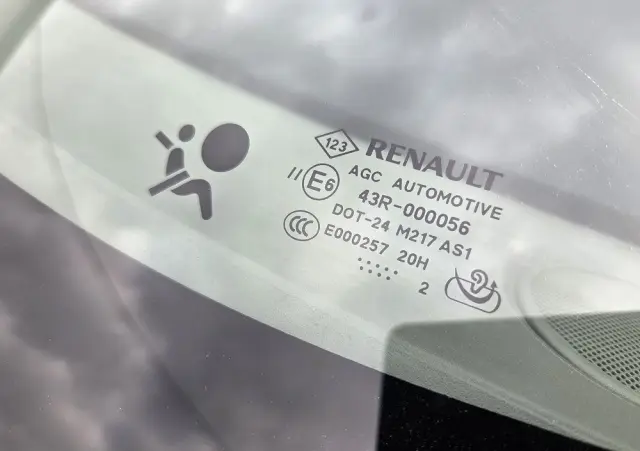 123 RENAULT
AGC AUTOMOTIVE
// E6 43R-000056
DOT-24 M217 AS1
CCC E000257 20H
2